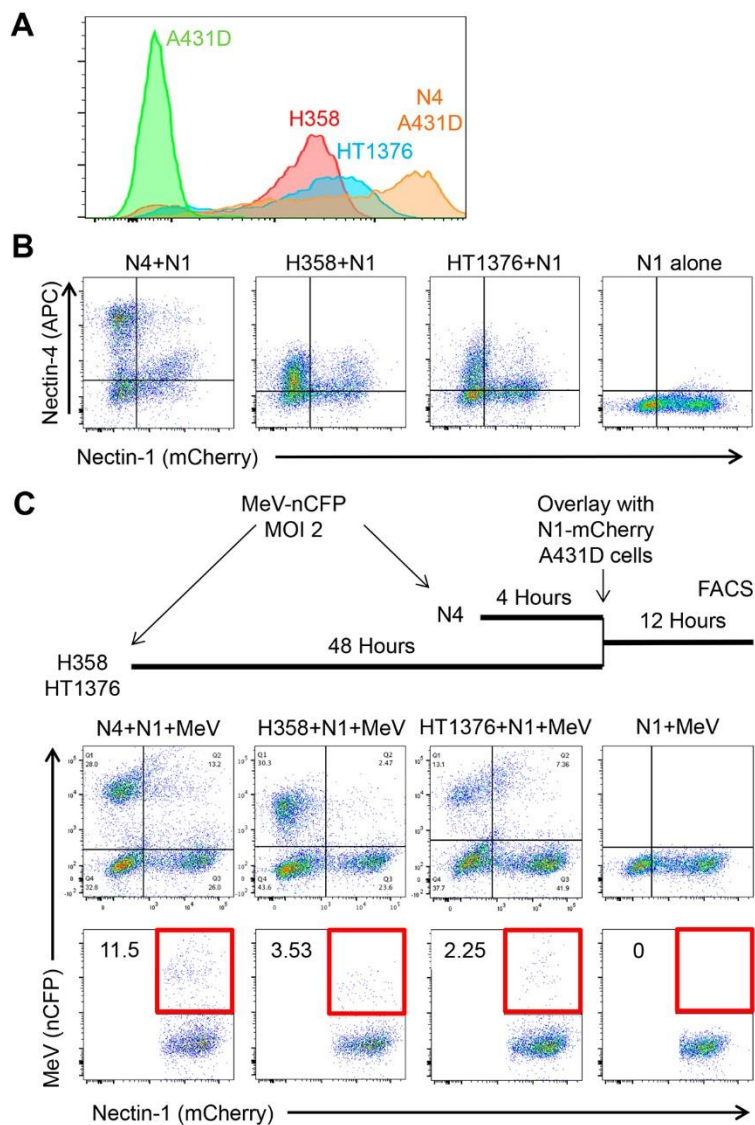 A
A431D
H358
N4
A431D
HT1376
B
N4+N1
H358+N1
HT1376+N1
N1 alone
Nectin-4 (APC)
Nectin-1 (mCherry)
C
MeV-nCFP
MOI 2
Overlay with
N1-mCherry
A431D cells
N4
4 Hours
FACS
12 Hours
48 Hours
H358
HT1376
N4+N1+MeV
H358+N1+MeV
HT1376+N1+MeV
N1+MeV
Q1
28.0
Q2
13.2
Q4
32.8
Q3
26.0
Q1
30.3
Q2
2.47
Q4
43.6
Q3
23.6
Q1
13.1
Q2
7.36
Q4
37.7
Q3
41.9
11.5
3.53
2.25
0
MeV (nCFP)
Nectin-1 (mCherry)